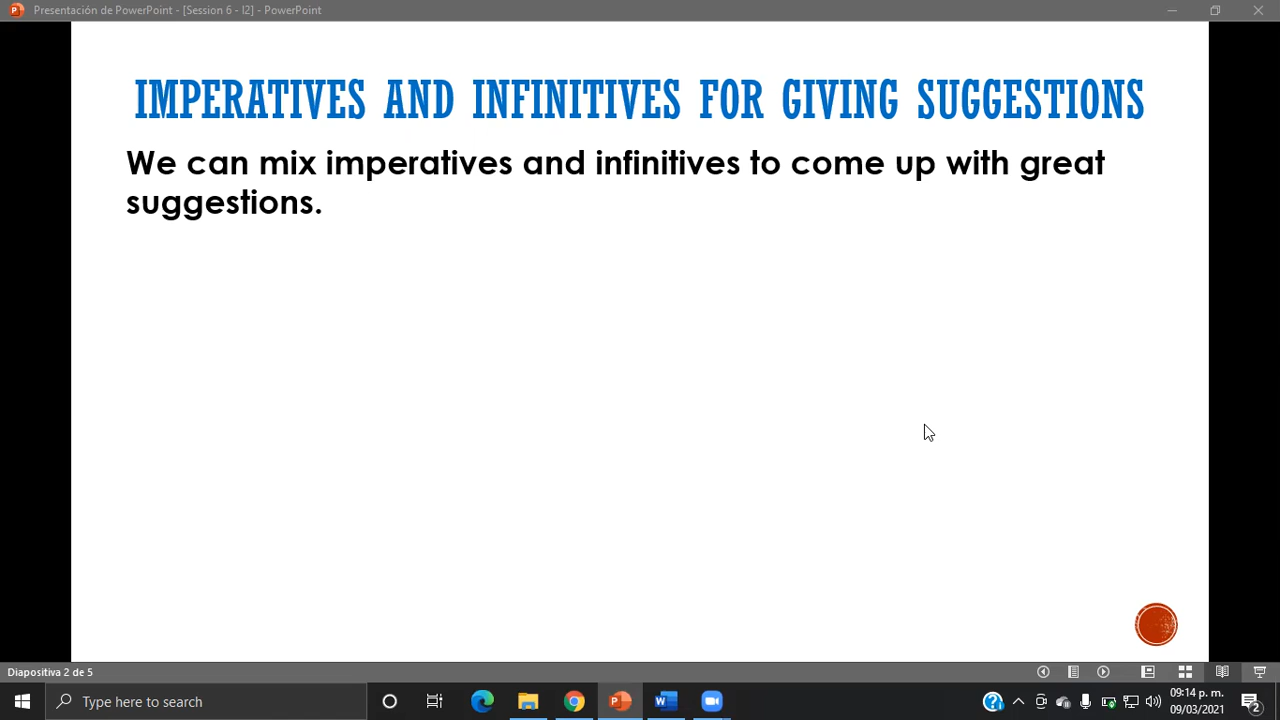 Presentación de PowerPoint - [Session 6 - I2] - PowerPoint
IMPERATIVES AND INFINITIVES FOR GIVING SUGGESTIONS
We can mix imperatives and infinitives to come up with great
suggestions.
Diapositiva 2 de 5
Type here to search
09:14 p. m.
09/03/2021
2